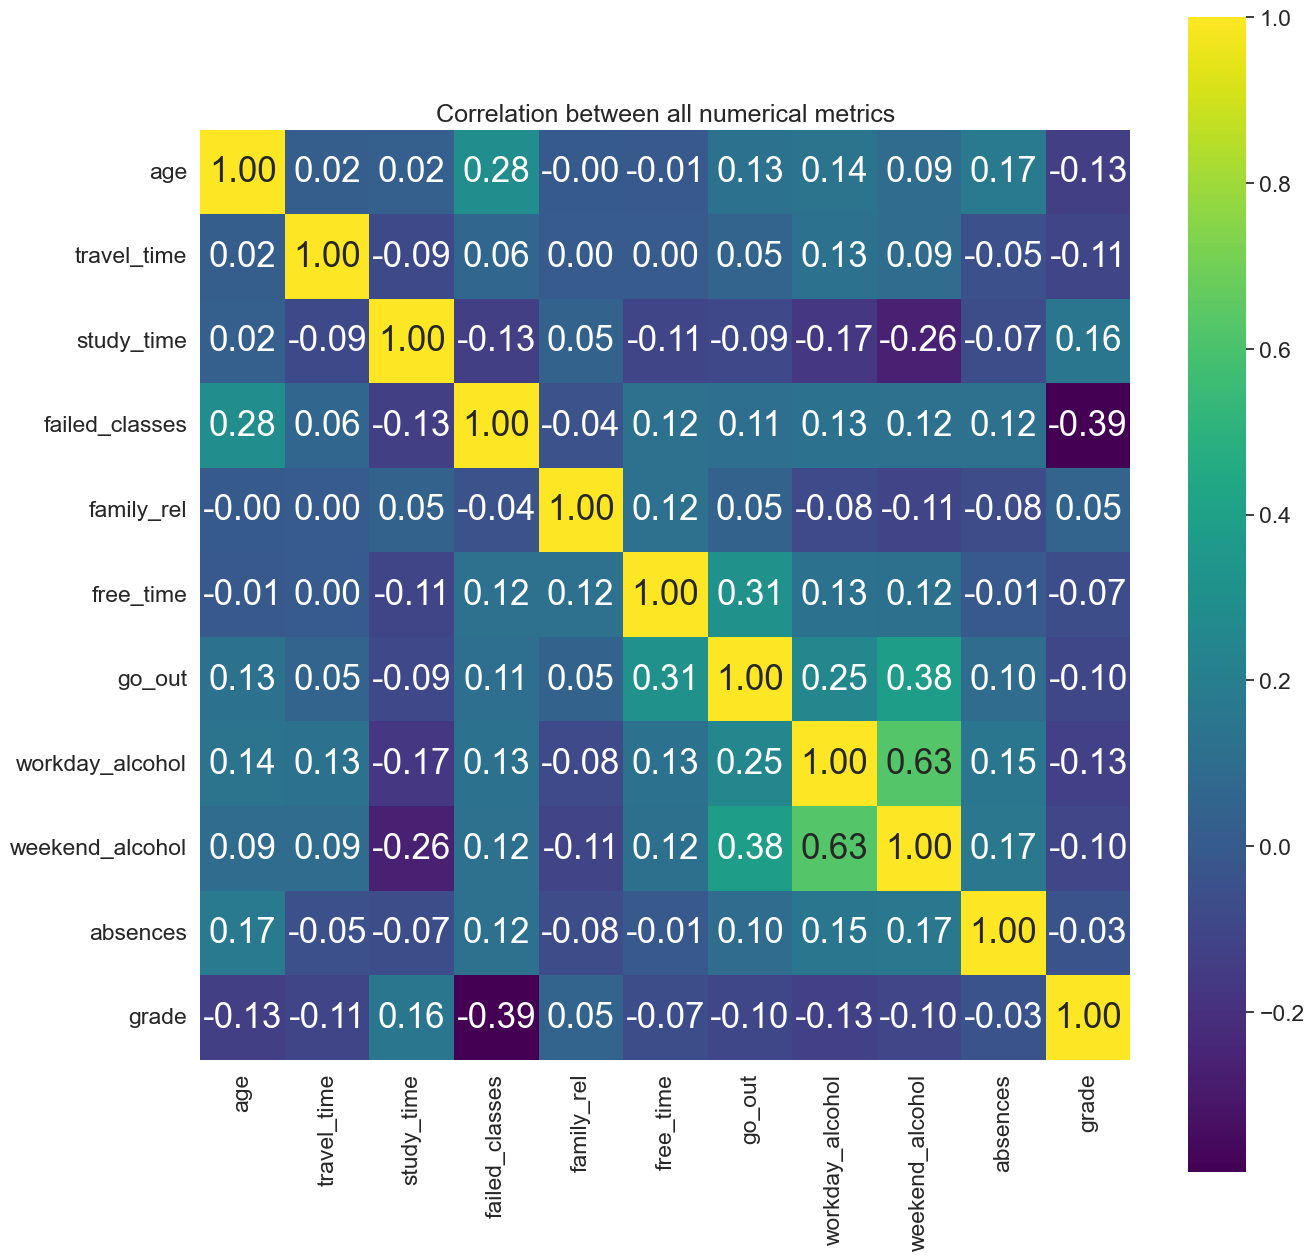 Correlation between all numerical metrics
age 1.00 0.02 0.02 0.28 -0.00 -0.01 0.13 0.14 0.09 0.17 -0.13
travel_time 0.02 1.00 -0.09 0.06 0.00 0.00 0.05 0.13 0.09 -0.05 -0.11
study_time 0.02 -0.09 1.00 -0.13 0.05 -0.11 -0.09 -0.17 -0.26 -0.07 0.16
failed_classes 0.28 0.06 -0.13 1.00 -0.04 0.12 0.11 0.13 0.12 0.12 -0.39
family_rel -0.00 0.00 0.05 -0.04 1.00 0.12 0.05 -0.08 -0.11 -0.08 0.05
free_time -0.01 0.00 -0.11 0.12 0.12 1.00 0.31 0.13 0.12 -0.01 -0.07
go_out 0.13 0.05 -0.09 0.11 0.05 0.31 1.00 0.25 0.38 0.10 -0.10
workday_alcohol 0.14 0.13 -0.17 0.13 -0.08 0.13 0.25 1.00 0.63 0.15 -0.13
weekend_alcohol 0.09 0.09 -0.26 0.12 -0.11 0.12 0.38 0.63 1.00 0.17 -0.10
absences 0.17 -0.05 -0.07 0.12 -0.08 -0.01 0.10 0.15 0.17 1.00 -0.03
grade -0.13 -0.11 0.16 -0.39 0.05 -0.07 -0.10 -0.13 -0.10 -0.03 1.00
age
travel_time
study_time
failed_classes
family_rel
free_time
go_out
workday_alcohol
weekend_alcohol
absences
grade
1.0
0.8
0.6
0.4
0.2
0.0
−0.2